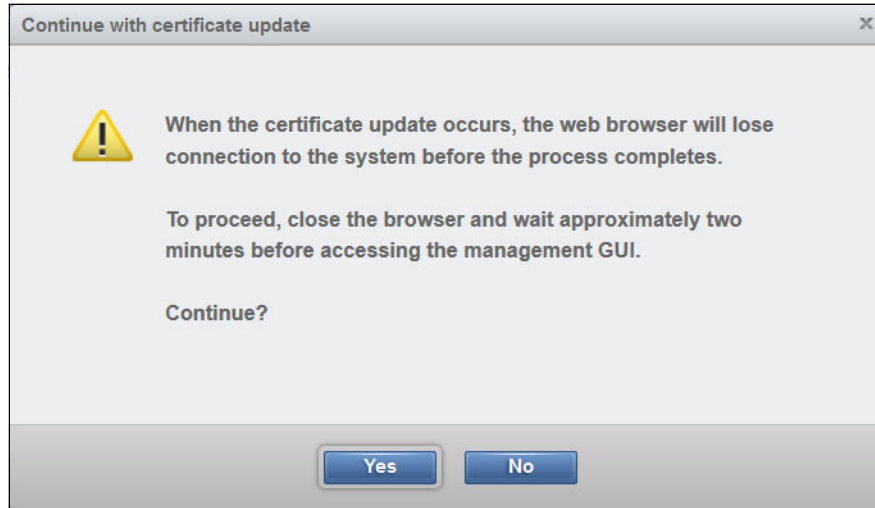 Continue with certificate update
When the certificate update occurs, the web browser will lose
connection to the system before the process completes.
To proceed, close the browser and wait approximately two
minutes before accessing the management GUI.
Continue?
Yes No